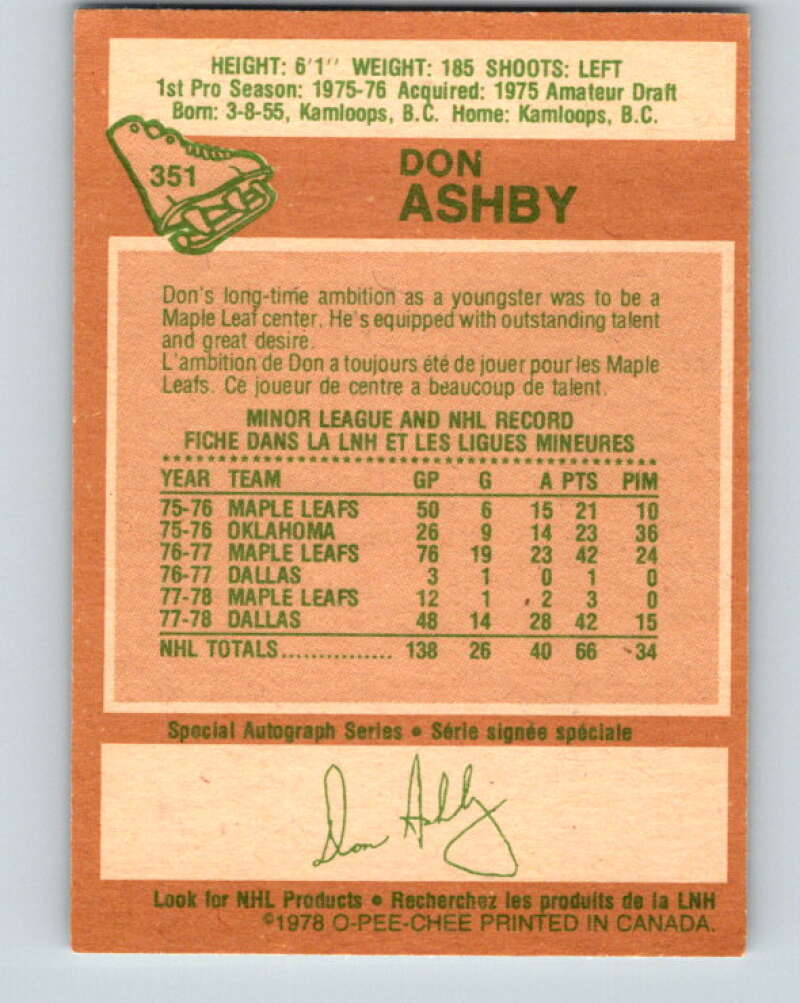 HEIGHT: 6'1'' WEIGHT: 185 SHOOTS: LEFT
1st Pro Season: 1975-76 Acquired: 1975 Amateur Draft
Born: 3-8-55, Kamloops, B.C. Home: Kamloops, B.C.
351
DON
ASHBY
Don's long-time ambition as a youngster was to be a
Maple Leaf center. He's equipped with outstanding talent
and great desire.
L'ambition de Don a toujours été de jouer pour les Maple
Leafs. Ce joueur de centre a beaucoup de talent.
MINOR LEAGUE AND NHL RECORD
FICHE DANS LA LNH ET LES LIGUES MINEURES
YEAR TEAM GP G A PTS PIM
75-76 MAPLE LEAFS 50 6 15 21 10
75-76 OKLAHOMA 26 9 14 23 36
76-77 MAPLE LEAFS 76 19 23 42 24
76-77 DALLAS 3 1 0 1 0
77-78 MAPLE LEAFS 12 1 2 3 0
77-78 DALLAS 48 14 28 42 15
NHL TOTALS............... 138 26 40 66 34
Special Autograph Series • Série signée spéciale
Don Ashby
Look for NHL Products • Recherchez les produits de la LNH
©1978 O-PEE-CHEE PRINTED IN CANADA.